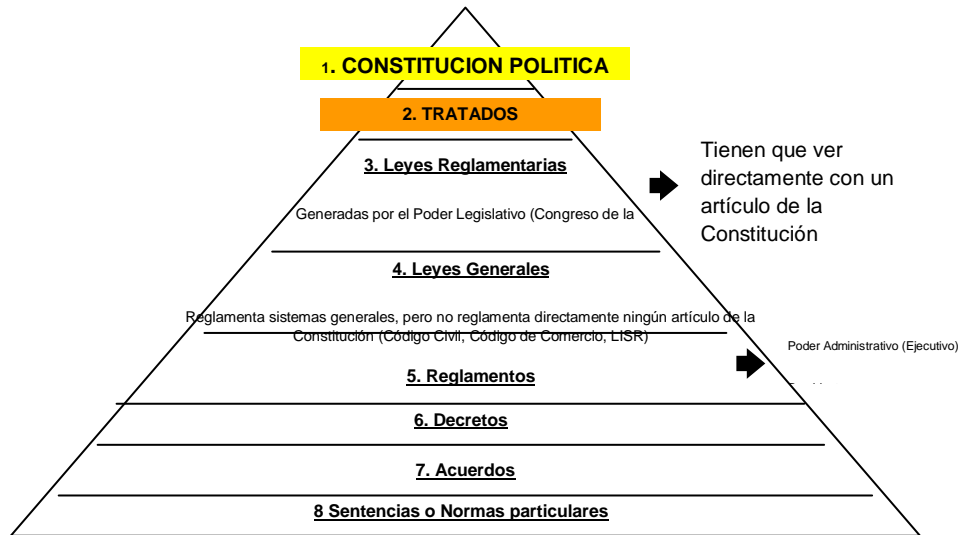 1. CONSTITUCION POLITICA
2. TRATADOS
3. Leyes Reglamentarias
Generadas por el Poder Legislativo (Congreso de la
Tienen que ver
directamente con un
artículo de la
Constitución
4. Leyes Generales
Reglamenta sistemas generales, pero no reglamenta directamente ningún artículo de la
Constitución (Código Civil, Código de Comercio, LISR)
Poder Administrativo (Ejecutivo)
5. Reglamentos
6. Decretos
7. Acuerdos
8 Sentencias o Normas particulares